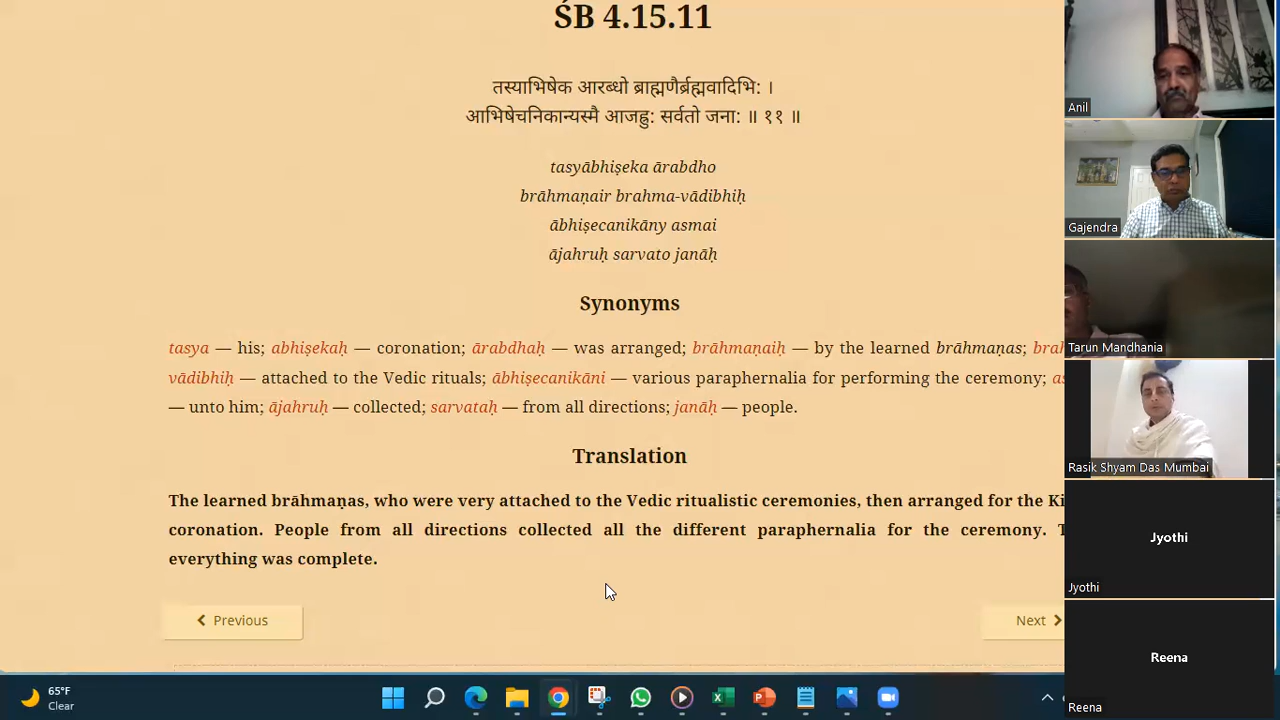 ŚB 4.15.11
तस्याभिषेक आरब्धो ब्राह्मणैर्ब्रह्मवादिभि: ।
आभिषेचनिकान्यस्मै आजह्रु: सर्वतो जना: ॥ ११ ॥
tasyābhiṣeka ārabdho
brāhmaṇair brahma-vādibhiḥ
ābhiṣecanikāny asmai
ājahruḥ sarvato janāḥ
Synonyms
tasya — his; abhiṣekaḥ — coronation; ārabdhaḥ — was arranged; brāhmaṇaiḥ — by the learned brāhmaṇas;
vādibhiḥ — attached to the Vedic rituals; ābhiṣecanikāni — various paraphernalia for performing the ceremony;
— unto him; ājahruḥ — collected; sarvataḥ — from all directions; janāḥ — people.
Translation
The learned brāhmaṇas, who were very attached to the Vedic ritualistic ceremonies, then arranged for the
coronation. People from all directions collected all the different paraphernalia for the ceremony.
everything was complete.
Previous
Next
Anil
Gajendra
Tarun Mandhania
Rasik Shyam Das Mumbai
Jyothi
Jyothi
Reena
Reena
65°F
Clear